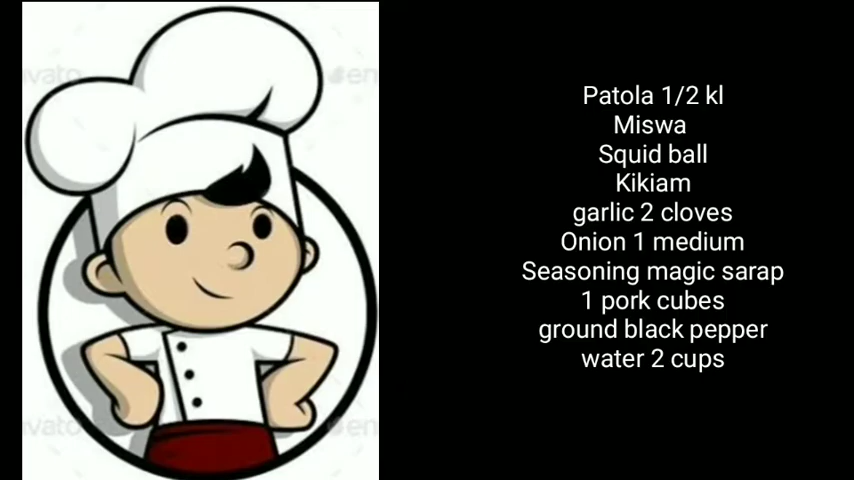 Patola 1/2 kl
Miswa
Squid ball
Kikiam
garlic 2 cloves
Onion 1 medium
Seasoning magic sarap
1 pork cubes
ground black pepper
water 2 cups